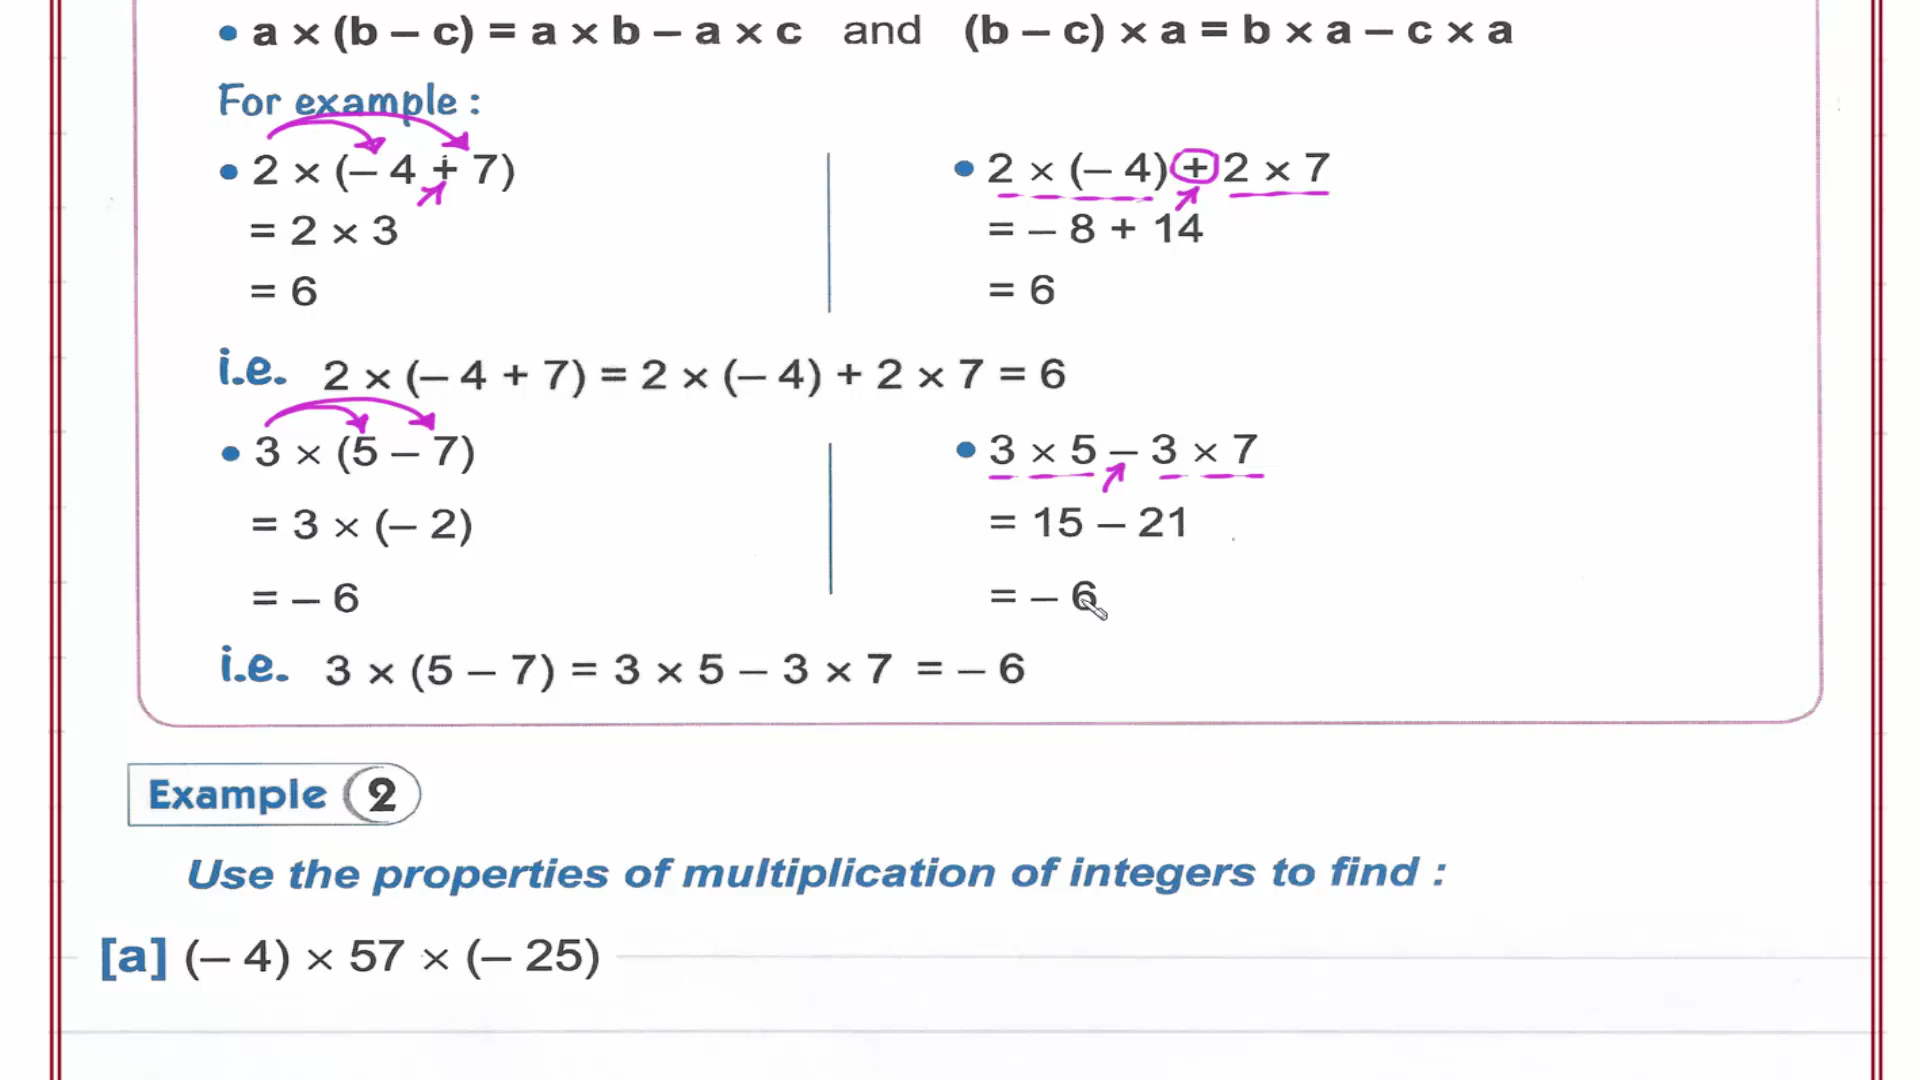 • a × (b – c) = a × b – a × c and (b – c) × a = b × a – c × a
For example :
• 2 × (– 4 + 7)
= 2 × 3
= 6
• 2 × (– 4) + 2 × 7
= – 8 + 14
= 6
i.e. 2 × (– 4 + 7) = 2 × (– 4) + 2 × 7 = 6
• 3 × (5 – 7)
= 3 × (– 2)
= – 6
• 3 × 5 – 3 × 7
= 15 – 21
= – 6
i.e. 3 × (5 – 7) = 3 × 5 – 3 × 7 = – 6
Example 2
Use the properties of multiplication of integers to find :
[a] (– 4) × 57 × (– 25)